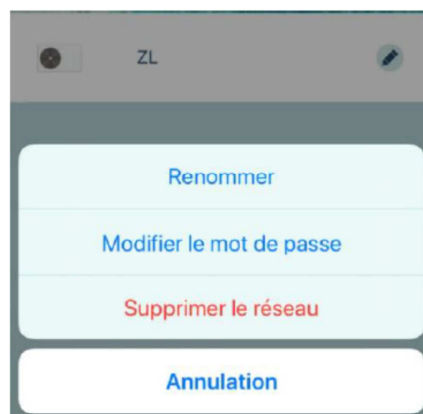 ZL
Renommer
Modifier le mot de passe
Supprimer le réseau
Annulation